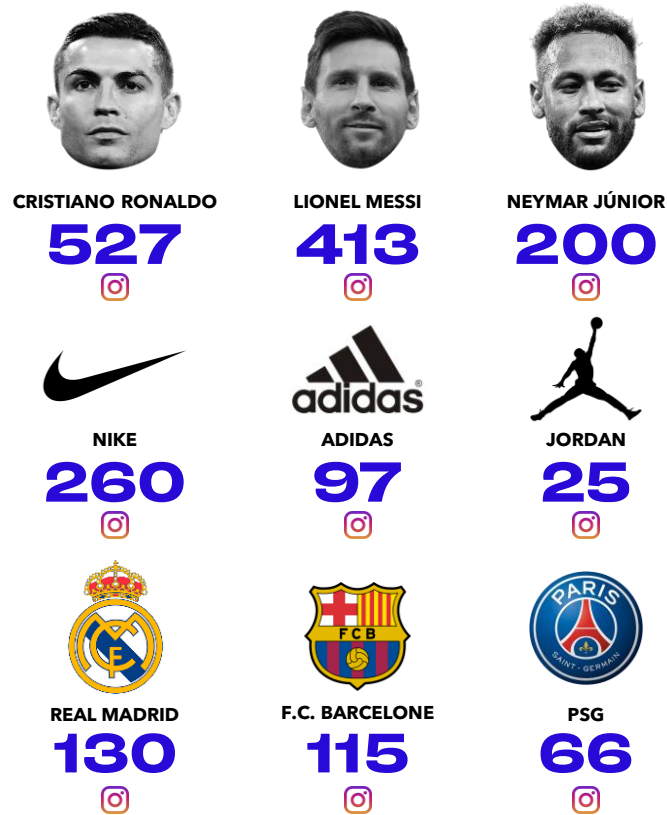 CRISTIANO RONALDO
LIONEL MESSI
NEYMAR JÚNIOR
527
413
200
adidas®
NIKE
ADIDAS
JORDAN
260
97
25
FCB
PARIS
SAINT-GERMAIN
REAL MADRID
F.C. BARCELONE
PSG
130
115
66